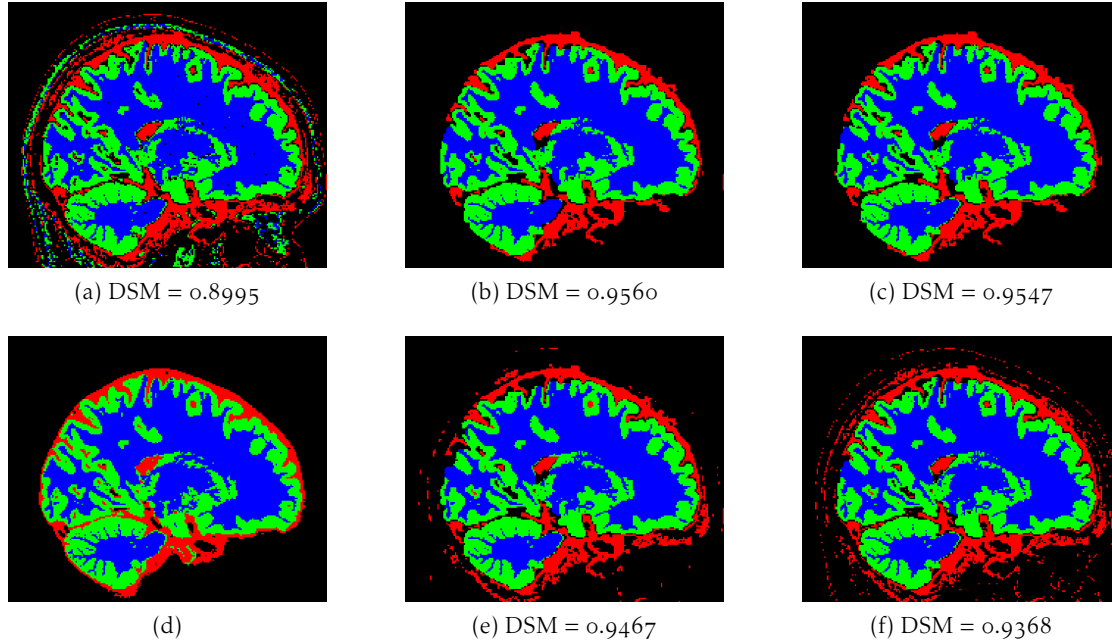 (a) DSM = 0.8995
(b) DSM = 0.9560
(c) DSM = 0.9547
(d)
(e) DSM = 0.9467
(f) DSM = 0.9368